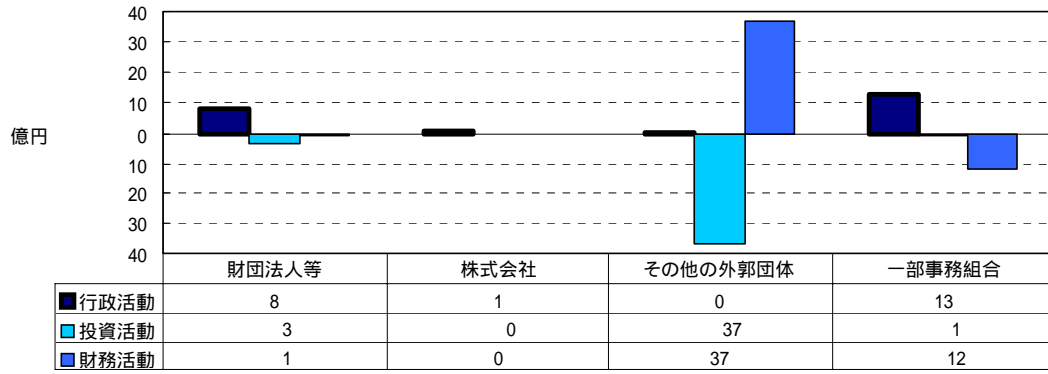 40
30
20
10
0
10
20
30
40
億円
財団法人等 株式会社 その他の外郭団体 一部事務組合
行政活動 8 1 0 13
投資活動 3 0 37 1
財務活動 1 0 37 12